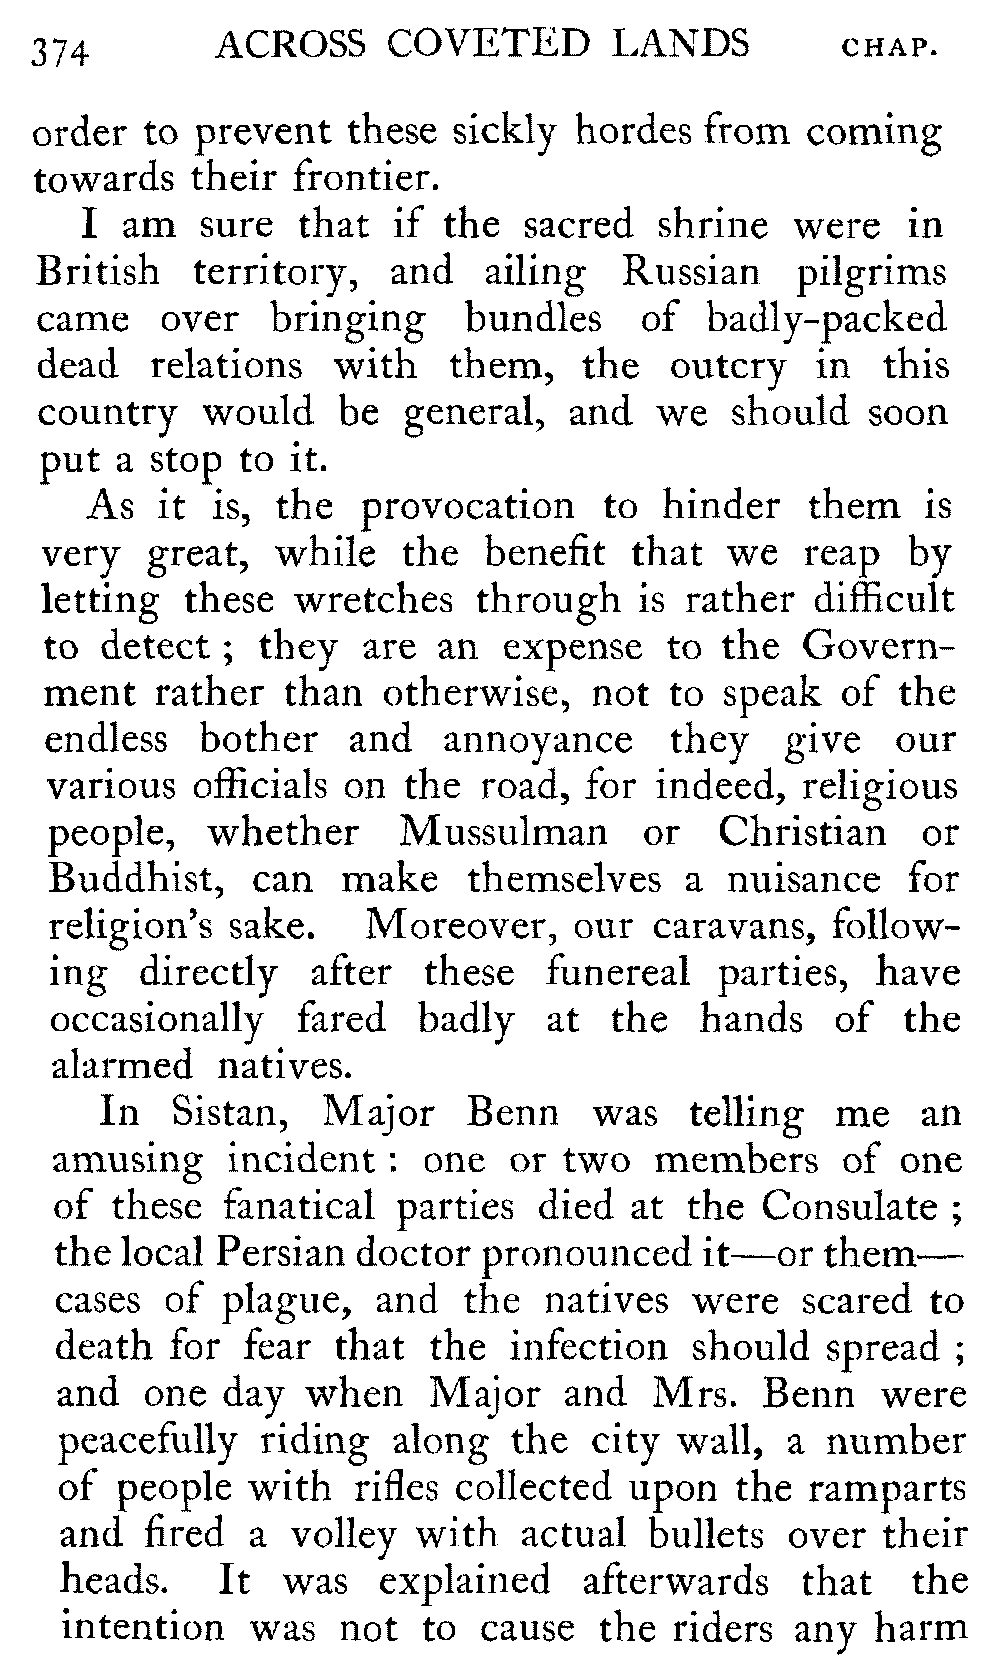 374 ACROSS COVETED LANDS CHAP.
order to prevent these sickly hordes from coming
towards their frontier.
I am sure that if the sacred shrine were in
British territory, and ailing Russian pilgrims
came over bringing bundles of badly-packed
dead relations with them, the outcry in this
country would be general, and we should soon
put a stop to it.
As it is, the provocation to hinder them is
very great, while the benefit that we reap by
letting these wretches through is rather difficult
to detect ; they are an expense to the Govern-
ment rather than otherwise, not to speak of the
endless bother and annoyance they give our
various officials on the road, for indeed, religious
people, whether Mussulman or Christian or
Buddhist, can make themselves a nuisance for
religion's sake. Moreover, our caravans, follow-
ing directly after these funereal parties, have
occasionally fared badly at the hands of the
alarmed natives.
In Sistan, Major Benn was telling me an
amusing incident : one or two members of one
of these fanatical parties died at the Consulate ;
the local Persian doctor pronounced it—or them—
cases of plague, and the natives were scared to
death for fear that the infection should spread ;
and one day when Major and Mrs. Benn were
peacefully riding along the city wall, a number
of people with rifles collected upon the ramparts
and fired a volley with actual bullets over their
heads. It was explained afterwards that the
intention was not to cause the riders any harm